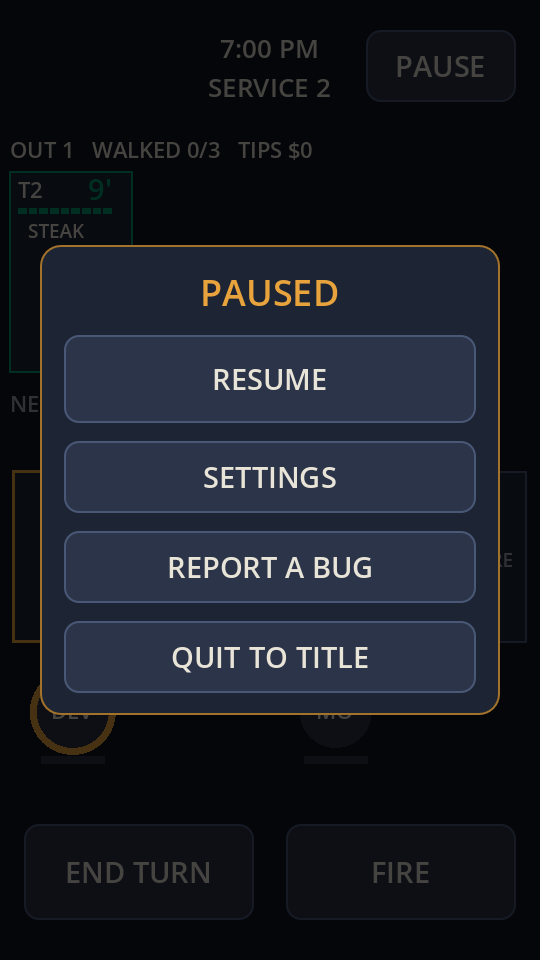 7:00 PM
SERVICE 2
PAUSE
OUT 1 WALKED 0/3 TIPS $0
T2 9'
STEAK
PAUSED
RESUME
SETTINGS
REPORT A BUG
QUIT TO TITLE
END TURN
FIRE